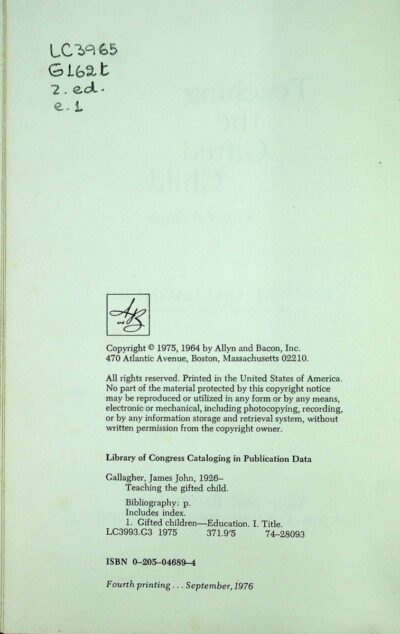 LC3965
G162t
2. ed.
e. 1
Teaching
the
Gifted
Child
Copyright © 1975, 1964 by Allyn and Bacon, Inc.
470 Atlantic Avenue, Boston, Massachusetts 02210.
All rights reserved. Printed in the United States of America.
No part of the material protected by this copyright notice
may be reproduced or utilized in any form or by any means,
electronic or mechanical, including photocopying, recording,
or by any information storage and retrieval system, without
written permission from the copyright owner.
Library of Congress Cataloging in Publication Data
Gallagher, James John, 1926–
Teaching the gifted child.
Bibliography: p.
Includes index.
1. Gifted children—Education. I. Title.
LC3993.G3 1975 371.9'5 74-28093
ISBN 0–205–04689–4
Fourth printing . . . September, 1976